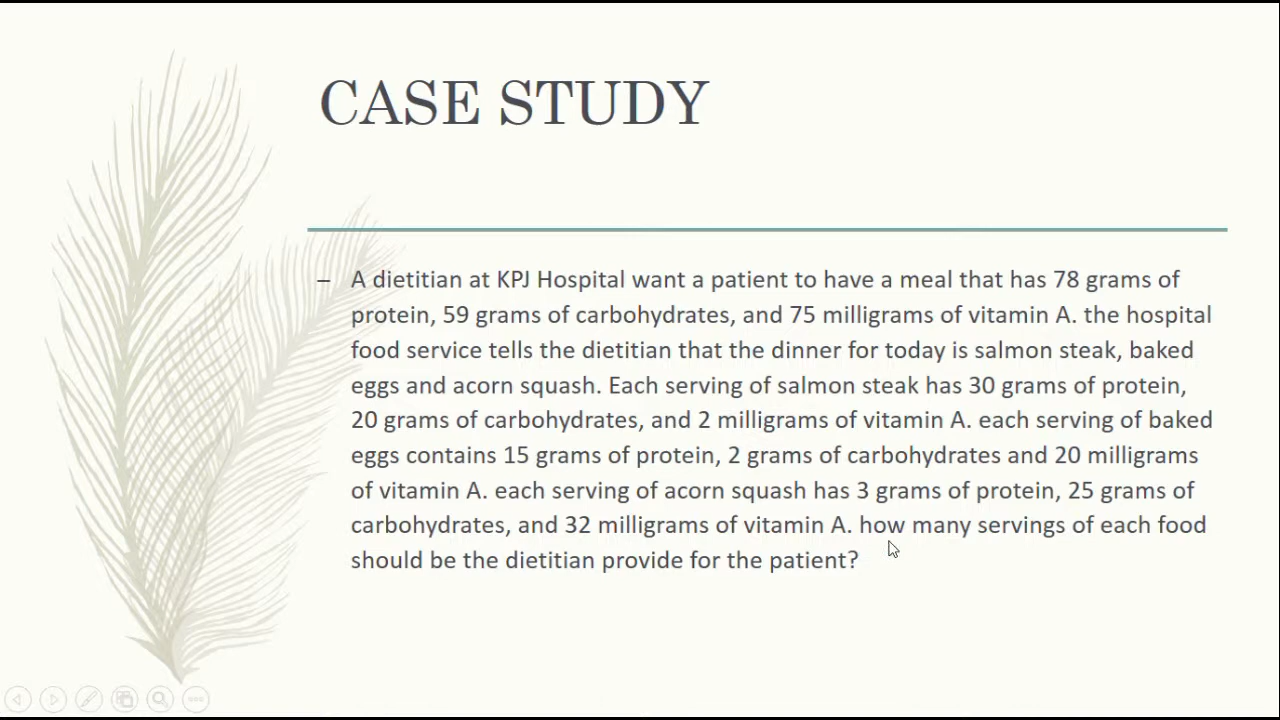 CASE STUDY
– A dietitian at KPJ Hospital want a patient to have a meal that has 78 grams of
protein, 59 grams of carbohydrates, and 75 milligrams of vitamin A. the hospital
food service tells the dietitian that the dinner for today is salmon steak, baked
eggs and acorn squash. Each serving of salmon steak has 30 grams of protein,
20 grams of carbohydrates, and 2 milligrams of vitamin A. each serving of baked
eggs contains 15 grams of protein, 2 grams of carbohydrates and 20 milligrams
of vitamin A. each serving of acorn squash has 3 grams of protein, 25 grams of
carbohydrates, and 32 milligrams of vitamin A. how many servings of each food
should be the dietitian provide for the patient?